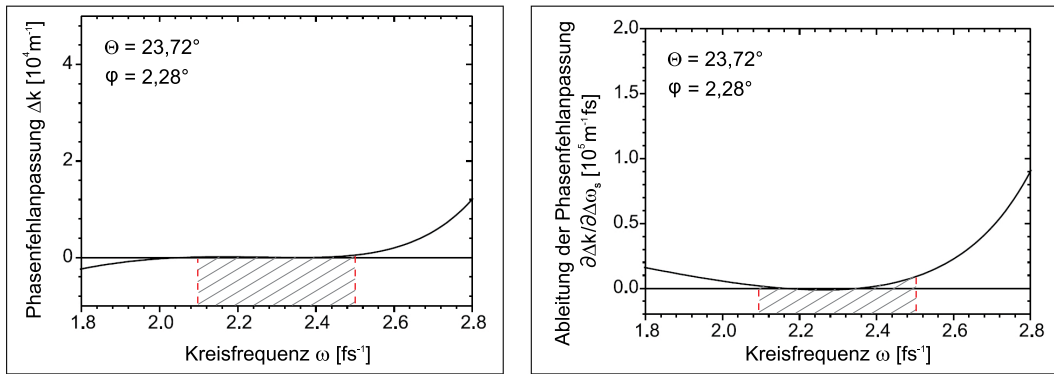 Phasenfehlanpassung Δk [10⁴m⁻¹]
4
2
0
Θ = 23,72°
φ = 2,28°
1.8 2.0 2.2 2.4 2.6 2.8
Kreisfrequenz ω [fs⁻¹]
Ableitung der Phasenfehlanpassung
∂Δk/∂Δωₛ [10⁵m⁻¹fs]
2.0
1.5
1.0
0.5
0.0
Θ = 23,72°
φ = 2,28°
1.8 2.0 2.2 2.4 2.6 2.8
Kreisfrequenz ω [fs⁻¹]